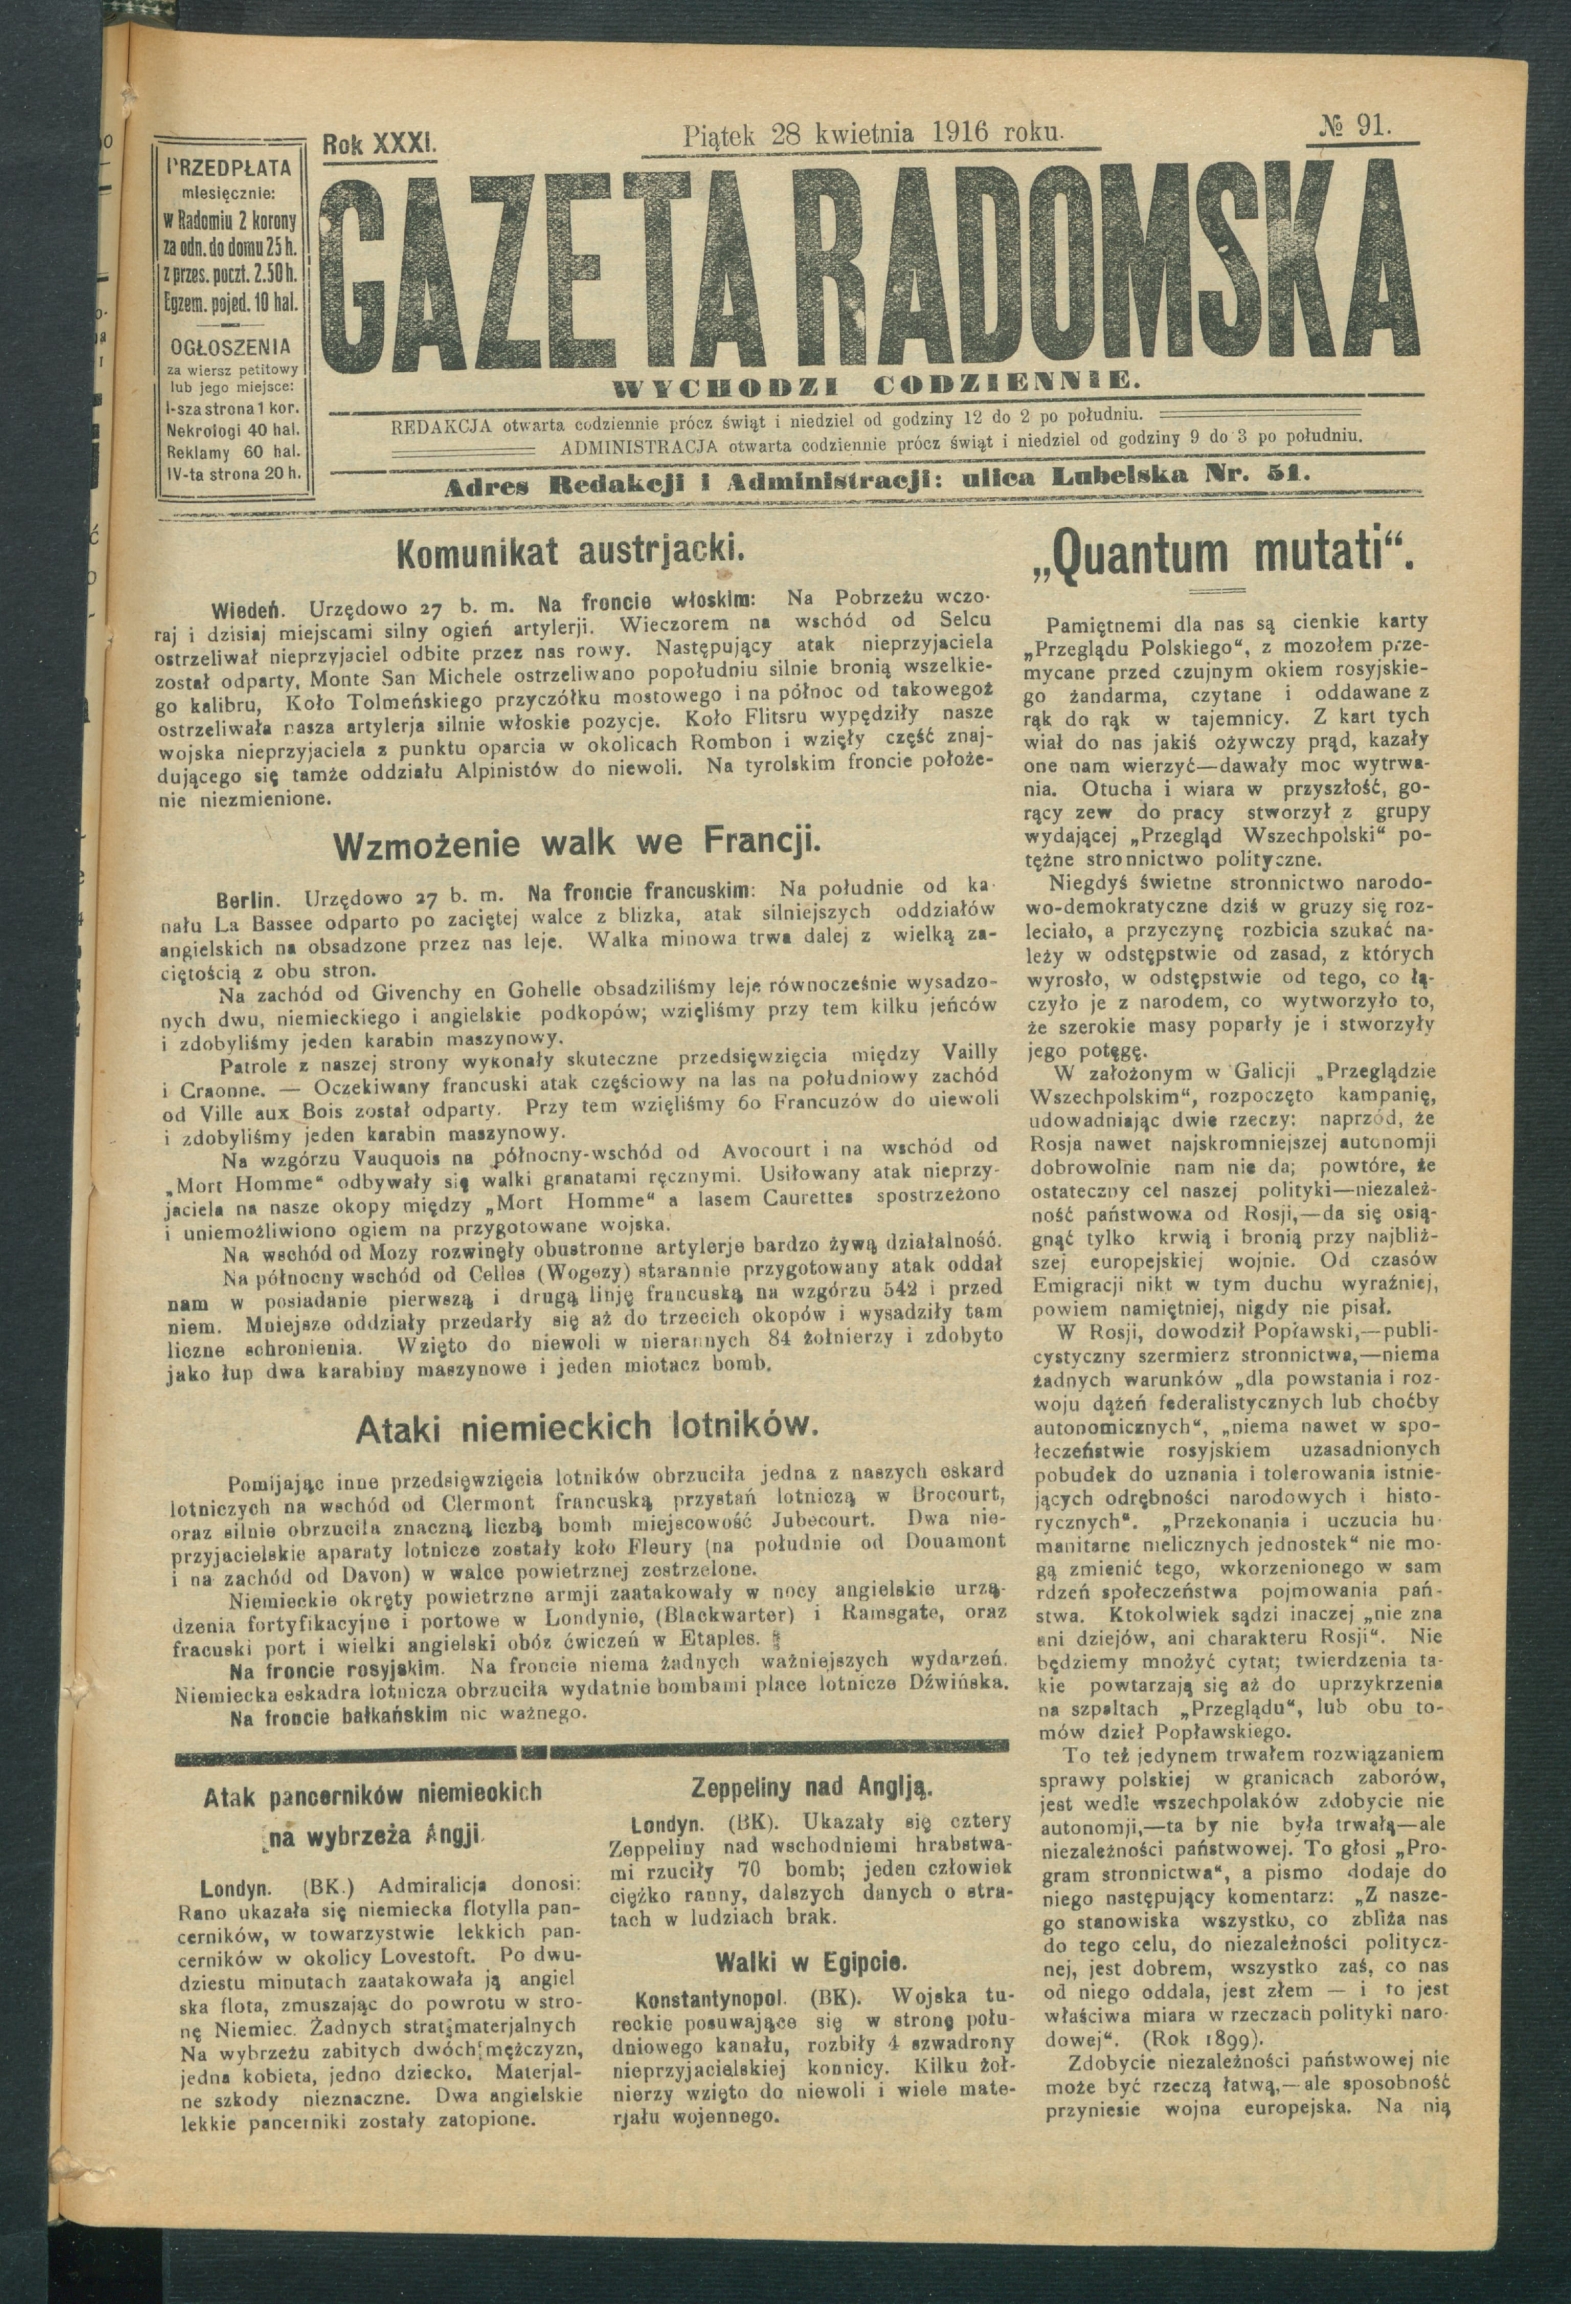 Rok XXXI.
Piątek 28 kwietnia 1916 roku.
№ 91.
PRZEDPŁATA
miesięcznie:
w Radomiu 2 korony
za odn. do domu 25 h.
z przes. poczt. 2.50 h.
Egzem. pojed. 10 hal.
OGŁOSZENIA
za wiersz petitowy
lub jego miejsce:
I-sza strona 1 kor.
Nekrologi 40 hal.
Reklamy 60 hal.
IV-ta strona 20 h.
GAZETA RADOMSKA
WYCHODZI CODZIENNIE.
REDAKCJA otwarta codziennie prócz świąt i niedziel od godziny 12 do 2 po południu.
ADMINISTRACJA otwarta codziennie prócz świąt i niedziel od godziny 9 do 3 po południu.
Adres Redakcji i Administracji: ulica Lubelska Nr. 51.
Komunikat austrjacki.
Wiedeń. Urzędowo 27 b. m. Na froncie włoskim: Na Pobrzeżu wczo-
raj i dzisiaj miejscami silny ogień artylerji. Wieczorem na wschód od Selcu
ostrzeliwał nieprzyjaciel odbite przez nas rowy. Następujący atak nieprzyjaciela
został odparty, Monte San Michele ostrzeliwano popołudniu silnie bronią wszelkie-
go kalibru, Koło Tolmeńskiego przyczółku mostowego i na północ od takowegoż
ostrzeliwała nasza artylerja silnie włoskie pozycje. Koło Flitsru wypędziły nasze
wojska nieprzyjaciela z punktu oparcia w okolicach Rombon i wzięły część znaj-
dującego się tamże oddziału Alpinistów do niewoli. Na tyrolskim froncie położe-
nie niezmienione.
Wzmożenie walk we Francji.
Berlin. Urzędowo 27 b. m. Na froncie francuskim: Na południe od ka-
nału La Bassee odparto po zaciętej walce z blizka, atak silniejszych oddziałów
angielskich na obsadzone przez nas leje. Walka minowa trwa dalej z wielką za-
ciętością z obu stron.
Na zachód od Givenchy en Gohelle obsadziliśmy leje równocześnie wysadzo-
nych dwu, niemieckiego i angielskie podkopów; wzięliśmy przy tem kilku jeńców
i zdobyliśmy jeden karabin maszynowy.
Patrole z naszej strony wykonały skuteczne przedsięwzięcia między Vailly
i Craonne. — Oczekiwany francuski atak częściowy na las na południowy zachód
od Ville aux Bois został odparty. Przy tem wzięliśmy 60 Francuzów do niewoli
i zdobyliśmy jeden karabin maszynowy.
Na wzgórzu Vauquois na północny-wschód od Avocourt i na wschód od
„Mort Homme" odbywały się walki granatami ręcznymi. Usiłowany atak nieprzy-
jaciela na nasze okopy między „Mort Homme" a lasem Caurettes spostrzeżono
i uniemożliwiono ogiem na przygotowane wojska.
Na wschód od Mozy rozwinęły obustronne artylerje bardzo żywą działalność.
Na północny wschód od Celles (Wogezy) starannie przygotowany atak oddał
nam w posiadanie pierwszą i drugą linję francuską na wzgórzu 542 i przed
niem. Mniejsze oddziały przedarły się aż do trzecich okopów i wysadziły tam
liczne schronienia. Wzięto do niewoli w nierannych 84 żołnierzy i zdobyto
jako łup dwa karabiny maszynowe i jeden miotacz bomb.
Ataki niemieckich lotników.
Pomijając inne przedsięwzięcia lotników obrzuciła jedna z naszych eskard
lotniczych na wschód od Clermont francuską przystań lotniczą w Brocourt,
oraz silnie obrzuciła znaczną liczbą bomb miejscowość Jubecourt. Dwa nie-
przyjacielskie aparaty lotnicze zostały koło Fleury (na południe od Douamont
i na zachód od Davon) w walce powietrznej zestrzelone.
Niemieckie okręty powietrzne armji zaatakowały w nocy angielskie urzą-
dzenia fortyfikacyjne i portowe w Londynie, (Blackwarter) i Ramsgate, oraz
fracuski port i wielki angielski obóz ćwiczeń w Etaples.
Na froncie rosyjskim. Na froncie niema żadnych ważniejszych wydarzeń.
Niemiecka eskadra lotnicza obrzuciła wydatnie bombami place lotnicze Dźwińska.
Na froncie bałkańskim nic ważnego.
Atak pancerników niemieckich
na wybrzeża Angji.
Londyn. (BK.) Admiralicja donosi:
Rano ukazała się niemiecka flotylla pan-
cerników, w towarzystwie lekkich pan-
cerników w okolicy Lovestoft. Po dwu-
dziestu minutach zaatakowała ją angiel
ska flota, zmuszając do powrotu w stro-
nę Niemiec. Żadnych strat materjalnych
Na wybrzeżu zabitych dwóch mężczyzn,
jedna kobieta, jedno dziecko. Materjal-
ne szkody nieznaczne. Dwa angielskie
lekkie pancerniki zostały zatopione.
Zeppeliny nad Anglją.
Londyn. (BK). Ukazały się cztery
Zeppeliny nad wschodniemi hrabstwa-
mi rzuciły 70 bomb; jeden człowiek
ciężko ranny, dalszych danych o stra-
tach w ludziach brak.
Walki w Egipcie.
Konstantynopol. (BK). Wojska tu-
reckie posuwające się w stronę połu-
dniowego kanału, rozbiły 4 szwadrony
nieprzyjacielskiej konnicy. Kilku żoł-
nierzy wzięto do niewoli i wiele mate-
rjału wojennego.
„Quantum mutati“.
Pamiętnemi dla nas są cienkie karty
„Przeglądu Polskiego“, z mozołem prze-
mycane przed czujnym okiem rosyjskie-
go żandarma, czytane i oddawane z
rąk do rąk w tajemnicy. Z kart tych
wiał do nas jakiś ożywczy prąd, kazały
one nam wierzyć—dawały moc wytrwa-
nia. Otucha i wiara w przyszłość, go-
rący zew do pracy stworzył z grupy
wydającej „Przegląd Wszechpolski“ po-
tężne stronnictwo polityczne.
Niegdyś świetne stronnictwo narodo-
wo-demokratyczne dziś w gruzy się roz-
leciało, a przyczynę rozbicia szukać na-
leży w odstępstwie od zasad, z których
wyrosło, w odstępstwie od tego, co łą-
czyło je z narodem, co wytworzyło to,
że szerokie masy poparły je i stworzyły
jego potęgę.
W założonym w Galicji „Przeglądzie
Wszechpolskim“, rozpoczęto kampanię,
udowadniając dwie rzeczy: naprzód, że
Rosja nawet najskromniejszej autonomji
dobrowolnie nam nie da; powtóre, że
ostateczny cel naszej polityki—niezależ-
ność państwowa od Rosji,—da się osią-
gnąć tylko krwią i bronią przy najbliż-
szej europejskiej wojnie. Od czasów
Emigracji nikt w tym duchu wyraźniej,
powiem namiętniej, nigdy nie pisał.
W Rosji, dowodził Popławski,—publi-
cystyczny szermierz stronnictwa,—niema
żadnych warunków „dla powstania i roz-
woju dążeń federalistycznych lub choćby
autonomicznych“, „niema nawet w spo-
łeczeństwie rosyjskiem uzasadnionych
pobudek do uznania i tolerowania istnie-
jących odrębności narodowych i histo-
rycznych“. „Przekonania i uczucia hu-
manitarne nielicznych jednostek“ nie mo-
gą zmienić tego, wkorzenionego w sam
rdzeń społeczeństwa pojmowania pań-
stwa. Ktokolwiek sądzi inaczej „nie zna
ani dziejów, ani charakteru Rosji“. Nie
będziemy mnożyć cytat; twierdzenia ta-
kie powtarzają się aż do uprzykrzenia
na szpaltach „Przeglądu“, lub obu to-
mów dzieł Popławskiego.
To też jedynem trwałem rozwiązaniem
sprawy polskiej w granicach zaborów,
jest wedle wszechpolaków zdobycie nie
autonomji,—ta by nie była trwałą—ale
niezależności państwowej. To głosi „Pro-
gram stronnictwa“, a pismo dodaje do
niego następujący komentarz: „Z nasze-
go stanowiska wszystko, co zbliża nas
do tego celu, do niezależności politycz-
nej, jest dobrem, wszystko zaś, co nas
od niego oddala, jest złem — i to jest
właściwa miara w rzeczach polityki naro-
dowej“. (Rok 1899).
Zdobycie niezależności państwowej nie
może być rzeczą łatwą,—ale sposobność
przyniesie wojna europejska. Na nią